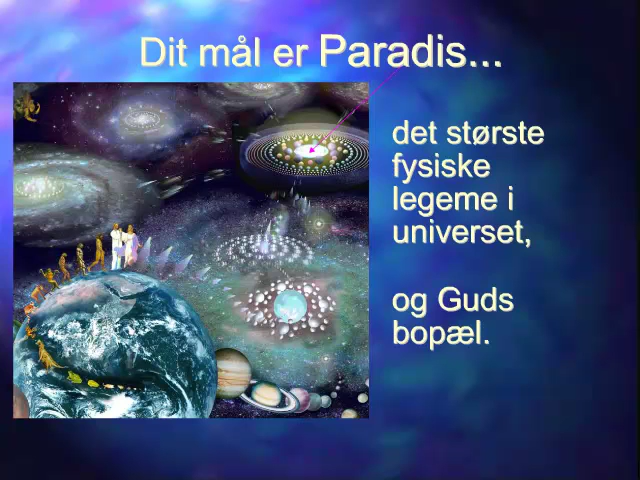 Dit mål er Paradis...
det største
fysiske
legeme i
universet,
og Guds
bopæl.